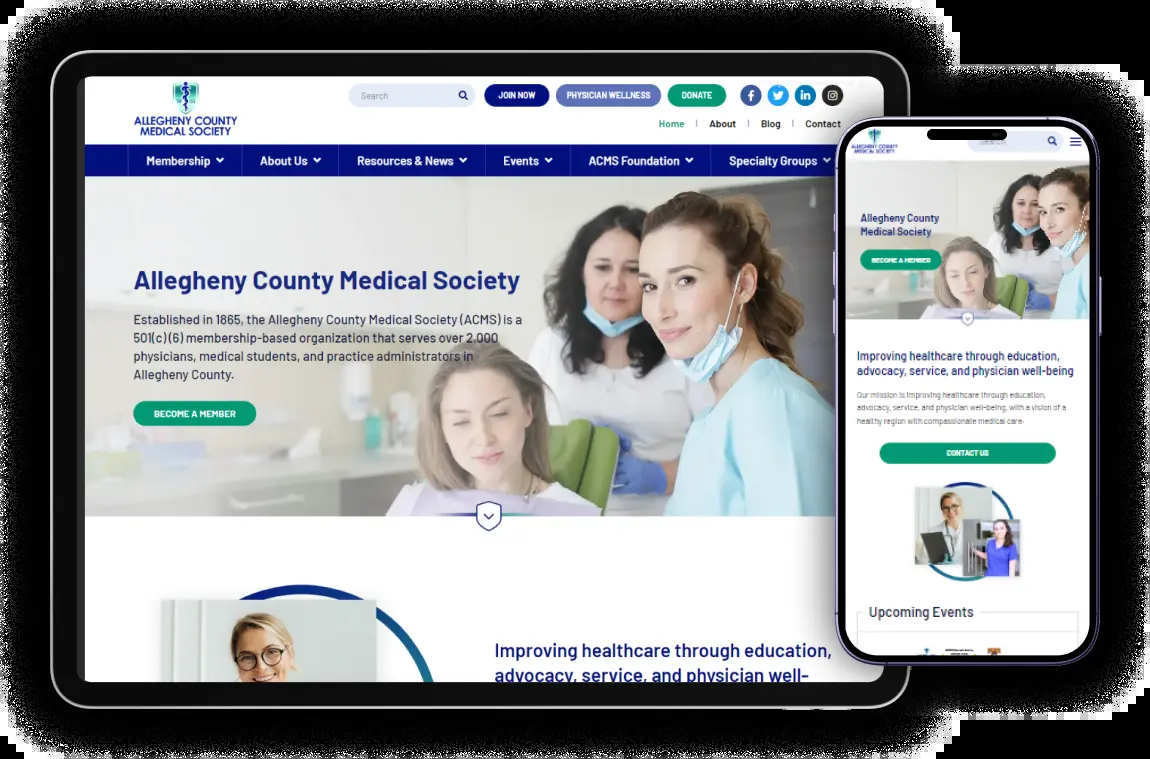 ALLEGHENY COUNTY
MEDICAL SOCIETY
Search
JOIN NOW
PHYSICIAN WELLNESS
DONATE
Home | About | Blog | Contact
Membership
About Us
Resources & News
Events
ACMS Foundation
Specialty Groups
Allegheny County Medical Society
Established in 1865, the Allegheny County Medical Society (ACMS) is a
501(c)(6) membership-based organization that serves over 2,000
physicians, medical students, and practice administrators in
Allegheny County.
BECOME A MEMBER
Improving healthcare through education,
advocacy, service, and physician well-
ALLEGHENY COUNTY
MEDICAL SOCIETY
Search
Allegheny County
Medical Society
BECOME A MEMBER
Improving healthcare through education,
advocacy, service, and physician well-being
Our mission is improving healthcare through education,
advocacy, service, and physician well-being, with a vision of a
healthy region with compassionate medical care.
CONTACT US
Upcoming Events